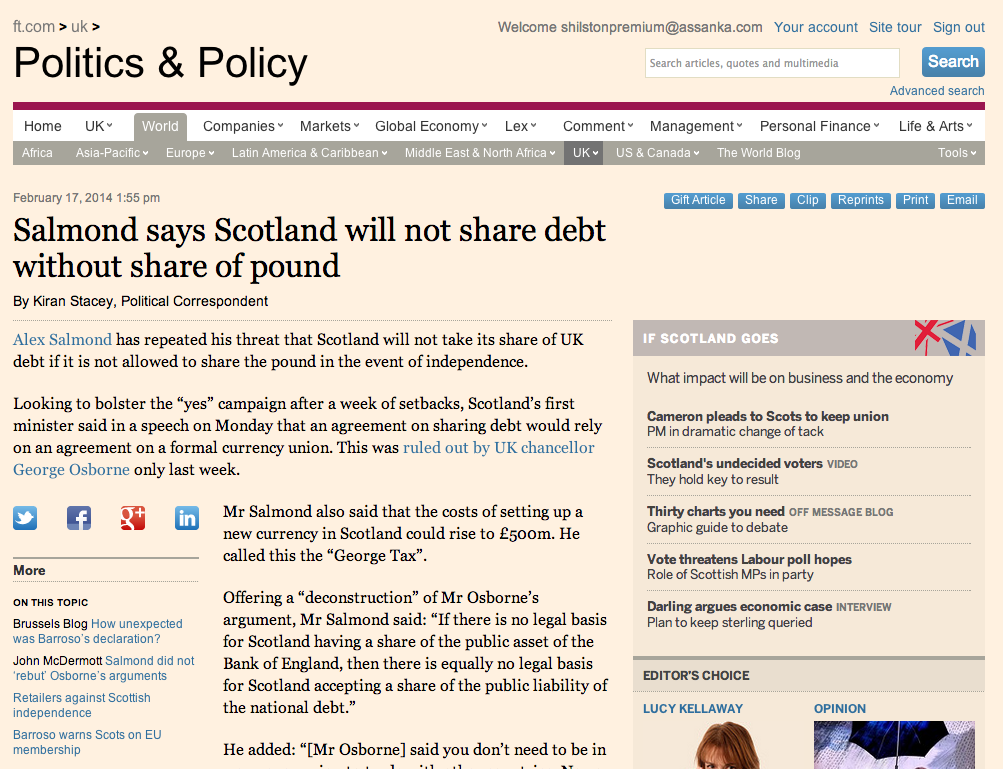 ft.com > uk >
Welcome shilstonpremium@assanka.com Your account Site tour Sign out
Politics & Policy
Search articles, quotes and multimedia
Search
Advanced search
Home UK World Companies Markets Global Economy Lex Comment Management Personal Finance Life & Arts
Africa Asia-Pacific Europe Latin America & Caribbean Middle East & North Africa UK US & Canada The World Blog Tools
February 17, 2014 1:55 pm
Gift Article Share Clip Reprints Print Email
Salmond says Scotland will not share debt
without share of pound
By Kiran Stacey, Political Correspondent
Alex Salmond has repeated his threat that Scotland will not take its share of UK
debt if it is not allowed to share the pound in the event of independence.
Looking to bolster the “yes” campaign after a week of setbacks, Scotland’s first
minister said in a speech on Monday that an agreement on sharing debt would rely
on an agreement on a formal currency union. This was ruled out by UK chancellor
George Osborne only last week.
Mr Salmond also said that the costs of setting up a
new currency in Scotland could rise to £500m. He
called this the “George Tax”.
Offering a “deconstruction” of Mr Osborne’s
argument, Mr Salmond said: “If there is no legal basis
for Scotland having a share of the public asset of the
Bank of England, then there is equally no legal basis
for Scotland accepting a share of the public liability of
the national debt.”
He added: “[Mr Osborne] said you don’t need to be in
More
ON THIS TOPIC
Brussels Blog How unexpected
was Barroso’s declaration?
John McDermott Salmond did not
‘rebut’ Osborne’s arguments
Retailers against Scottish
independence
Barroso warns Scots on EU
membership
IF SCOTLAND GOES
What impact will be on business and the economy
Cameron pleads to Scots to keep union
PM in dramatic change of tack
Scotland's undecided voters VIDEO
They hold key to result
Thirty charts you need OFF MESSAGE BLOG
Graphic guide to debate
Vote threatens Labour poll hopes
Role of Scottish MPs in party
Darling argues economic case INTERVIEW
Plan to keep sterling queried
EDITOR’S CHOICE
LUCY KELLAWAY
OPINION